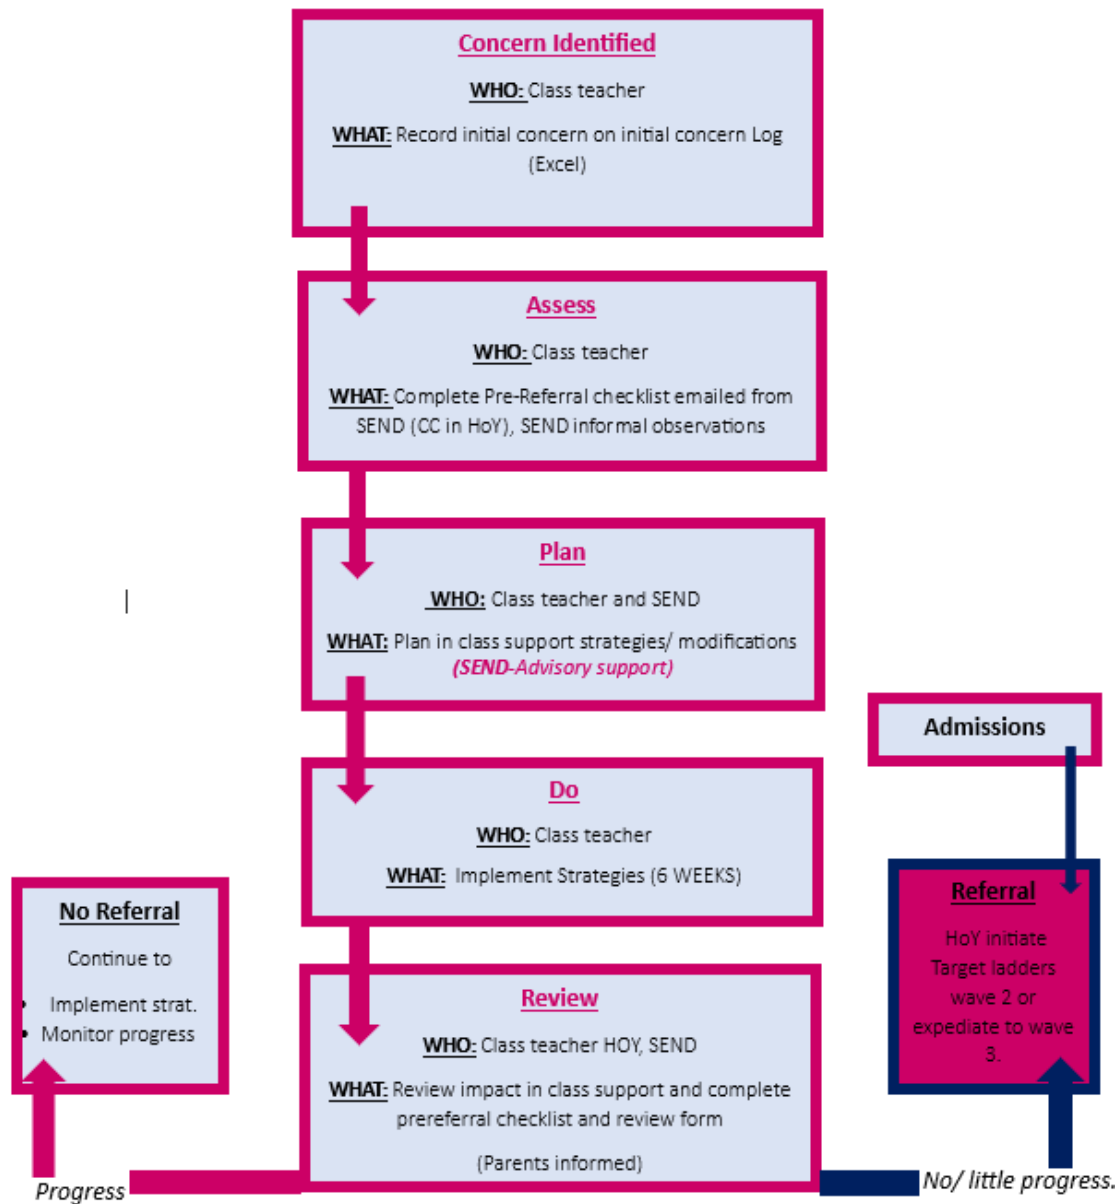 Concern Identified
WHO: Class teacher
WHAT: Record initial concern on initial concern Log
(Excel)
Assess
WHO: Class teacher
WHAT: Complete Pre-Referral checklist emailed from
SEND (CC in HoY), SEND informal observations
Plan
WHO: Class teacher and SEND
WHAT: Plan in class support strategies/ modifications
(SEND-Advisory support)
Admissions
Do
WHO: Class teacher
WHAT: Implement Strategies (6 WEEKS)
No Referral
Continue to
• Implement strat.
• Monitor progress
Referral
HoY initiate
Target ladders
wave 2 or
expediate to wave
3.
Review
WHO: Class teacher HOY, SEND
WHAT: Review impact in class support and complete
prereferral checklist and review form
(Parents informed)
Progress
No/ little progress.